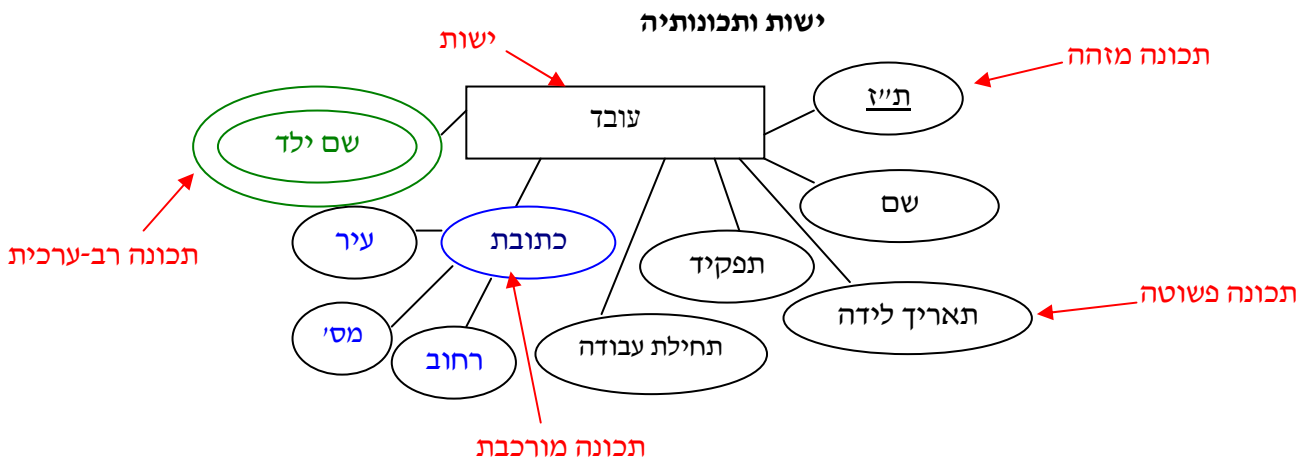 ישות ותכונותיה
ישות
תכונה מזהה
ת״ז
עובד
שם ילד
שם
כתובת
עיר
תכונה רב-ערכית
תפקיד
תאריך לידה
תכונה פשוטה
תחילת עבודה
רחוב
מס׳
תכונה מורכבת